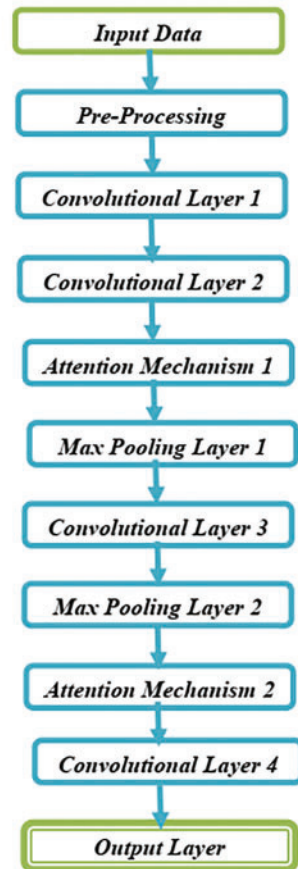 Input Data
Pre-Processing
Convolutional Layer 1
Convolutional Layer 2
Attention Mechanism 1
Max Pooling Layer 1
Convolutional Layer 3
Max Pooling Layer 2
Attention Mechanism 2
Convolutional Layer 4
Output Layer